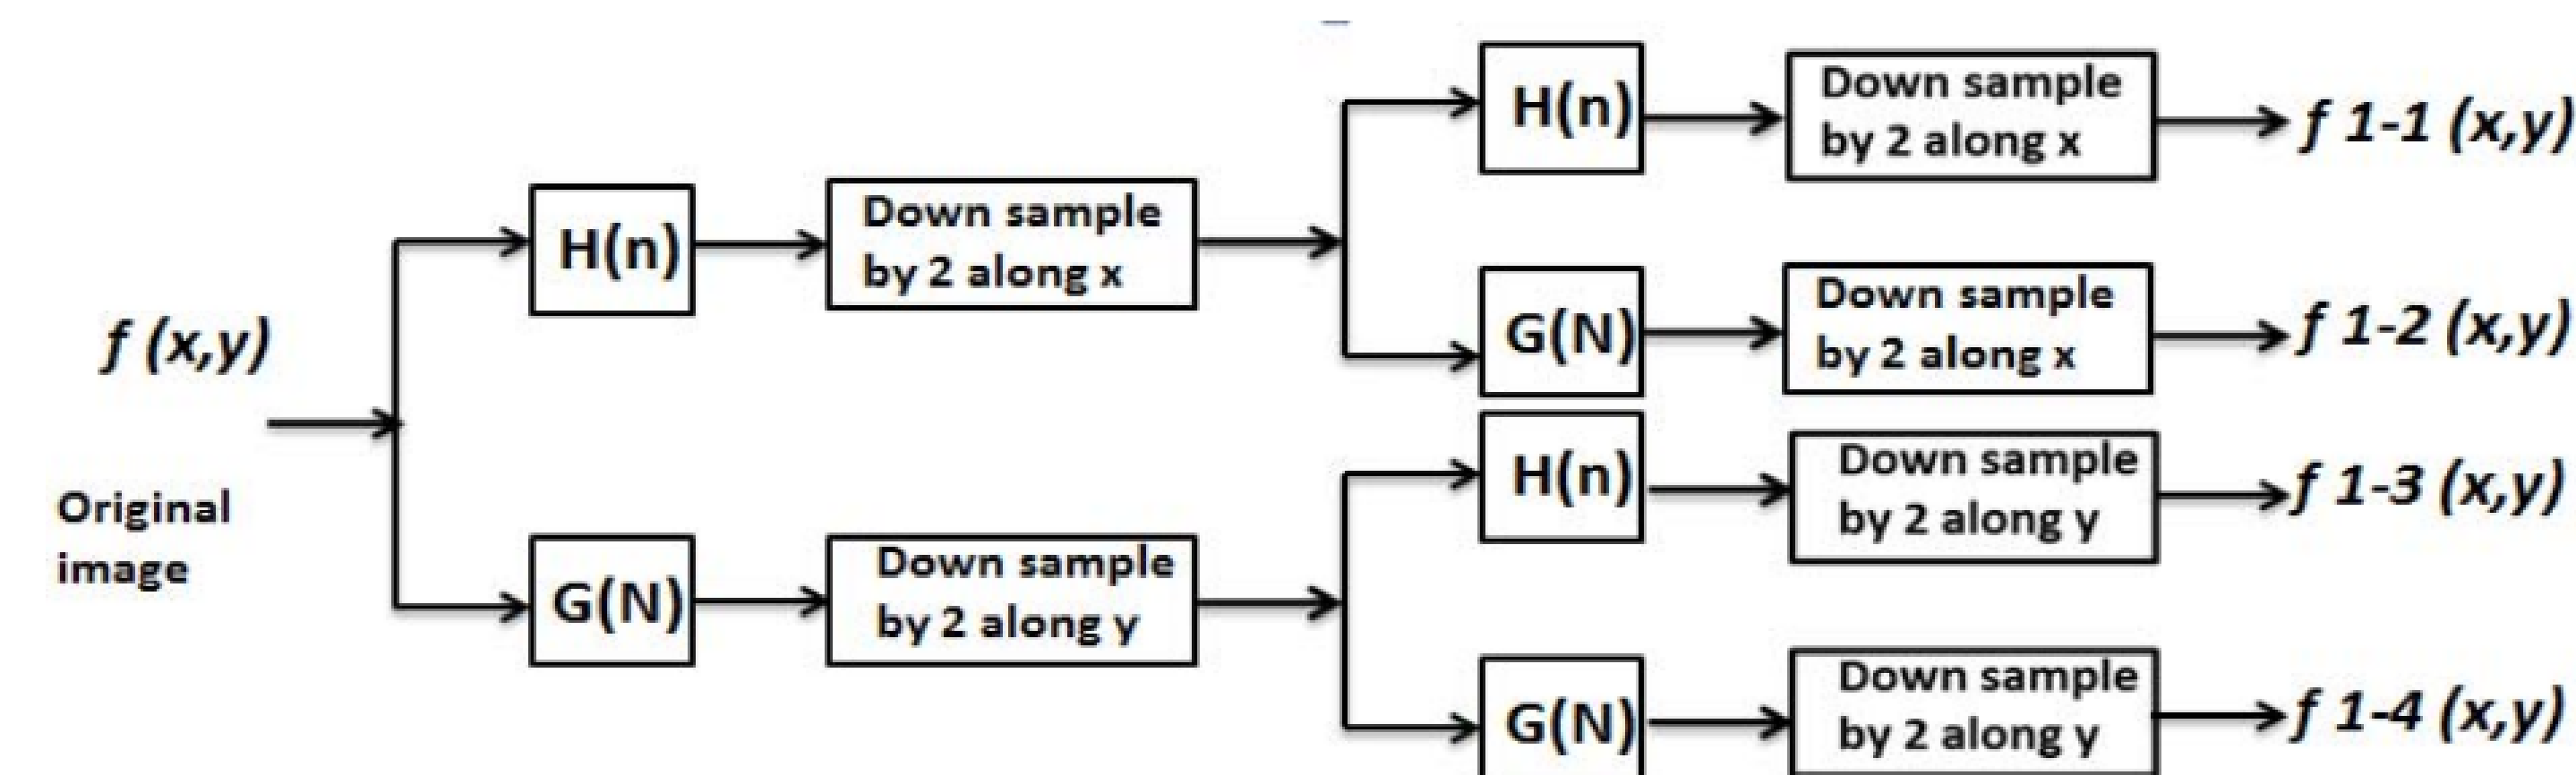 f (x,y)
Original
image
H(n)
Down sample
by 2 along x
G(N)
Down sample
by 2 along y
H(n)
Down sample
by 2 along x
f 1-1 (x,y)
G(N)
Down sample
by 2 along x
f 1-2 (x,y)
H(n)
Down sample
by 2 along y
f 1-3 (x,y)
G(N)
Down sample
by 2 along y
f 1-4 (x,y)